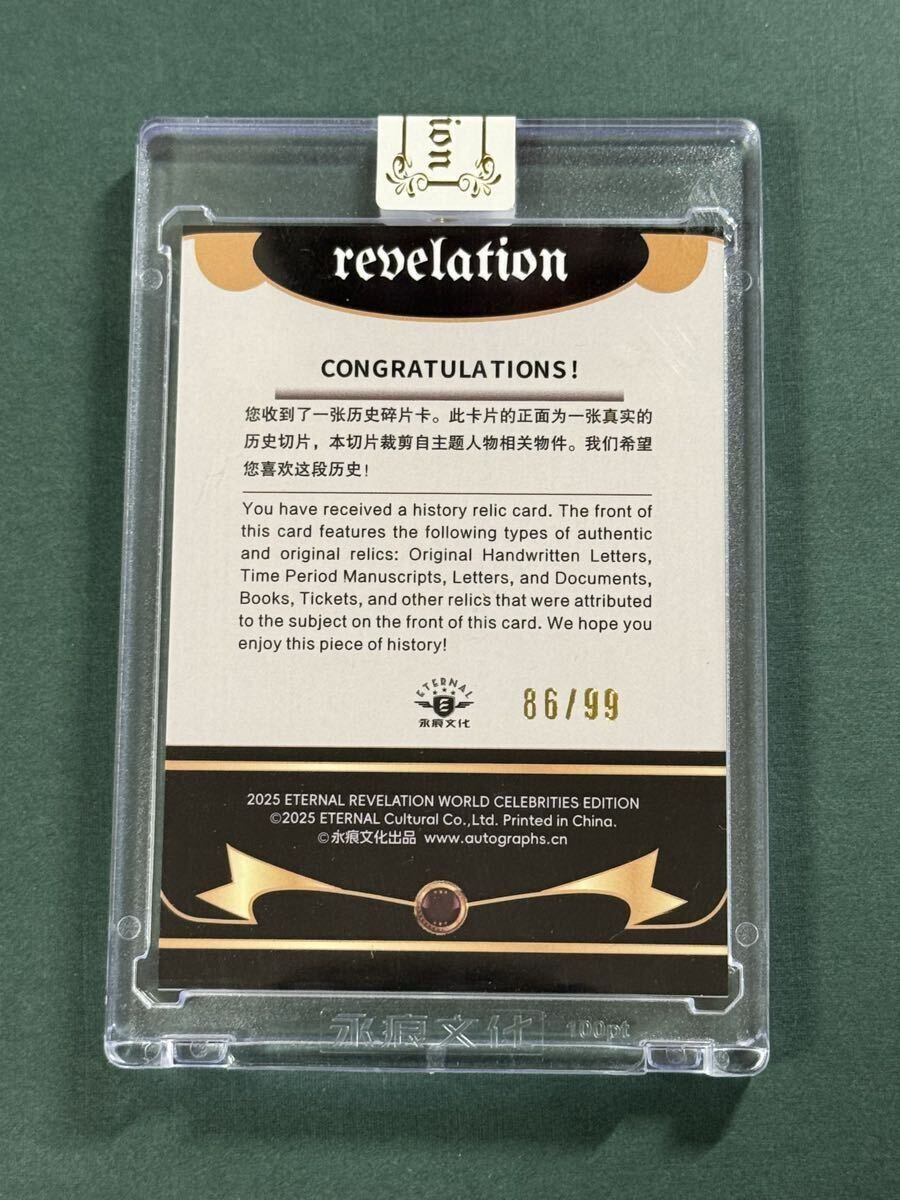 tion
revelation
CONGRATULATIONS!
您收到了一张历史碎片卡。此卡片的正面为一张真实的
历史切片，本切片裁剪自主题人物相关物件。我们希望
您喜欢这段历史！
You have received a history relic card. The front of
this card features the following types of authentic
and original relics: Original Handwritten Letters,
Time Period Manuscripts, Letters, and Documents,
Books, Tickets, and other relics that were attributed
to the subject on the front of this card. We hope you
enjoy this piece of history!
ETERNAL
永痕文化
86/99
2025 ETERNAL REVELATION WORLD CELEBRITIES EDITION
©2025 ETERNAL Cultural Co.,Ltd. Printed in China.
©永痕文化出品 www.autographs.cn
永痕文化 100pt